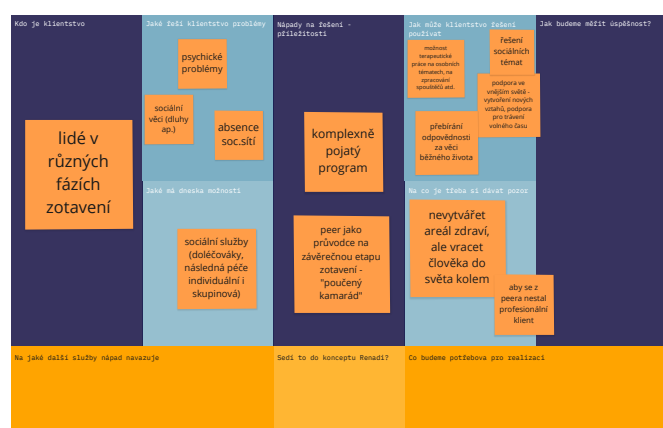 Kdo je klientstvo
lidé v
různých
fázích
zotavení
Jaké řeší klientstvo problémy
psychické
problémy
sociální
věci (dluhy
ap.)
absence
soc.sítí
Jaké má dneska možnosti
sociální služby
(doléčováky,
následná péče
individuální i
skupinová)
Nápady na řešení -
příležitosti
komplexně
pojatý
program
peer jako
průvodce na
závěrečnou etapu
zotavení -
"poučený
kamarád"
Jak může klientstvo řešení
používat
možnost
terapeutické
práce na osobních
tématech, na
zpracování
spouštěčů atd.
řešení
sociálních
témat
podpora ve
vnějším světě -
vytvoření nových
vztahů, podpora
pro trávení
volného času
přebírání
odpovědnosti
za věci
běžného života
Na co je třeba si dávat pozor
nevytvářet
areál zdraví,
ale vracet
člověka do
světa kolem
aby se z
peera nestal
profesionální
klient
Jak budeme měřit úspěšnost?
Na jaké další služby nápad navazuje
Sedí to do konceptu Renadi?
Co budeme potřebova pro realizaci